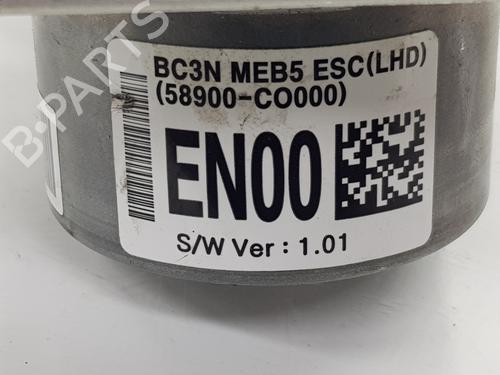 B-PARTS
BC3N MEB5 ESC(LHD)
(58900-CO000)
EN00
S/W Ver : 1.01